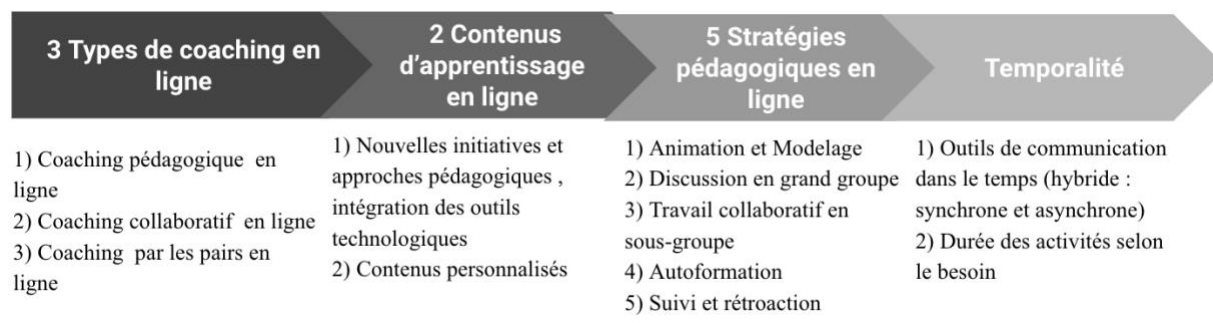 3 Types de coaching en
ligne
2 Contenus
d’apprentissage
en ligne
5 Stratégies
pédagogiques en
ligne
Temporalité
1) Coaching pédagogique en
ligne
2) Coaching collaboratif en ligne
3) Coaching par les pairs en
ligne
1) Nouvelles initiatives et
approches pédagogiques ,
intégration des outils
technologiques
2) Contenus personnalisés
1) Animation et Modelage
2) Discussion en grand groupe
3) Travail collaboratif en
sous-groupe
4) Autoformation
5) Suivi et rétroaction
1) Outils de communication
dans le temps (hybride :
synchrone et asynchrone)
2) Durée des activités selon
le besoin